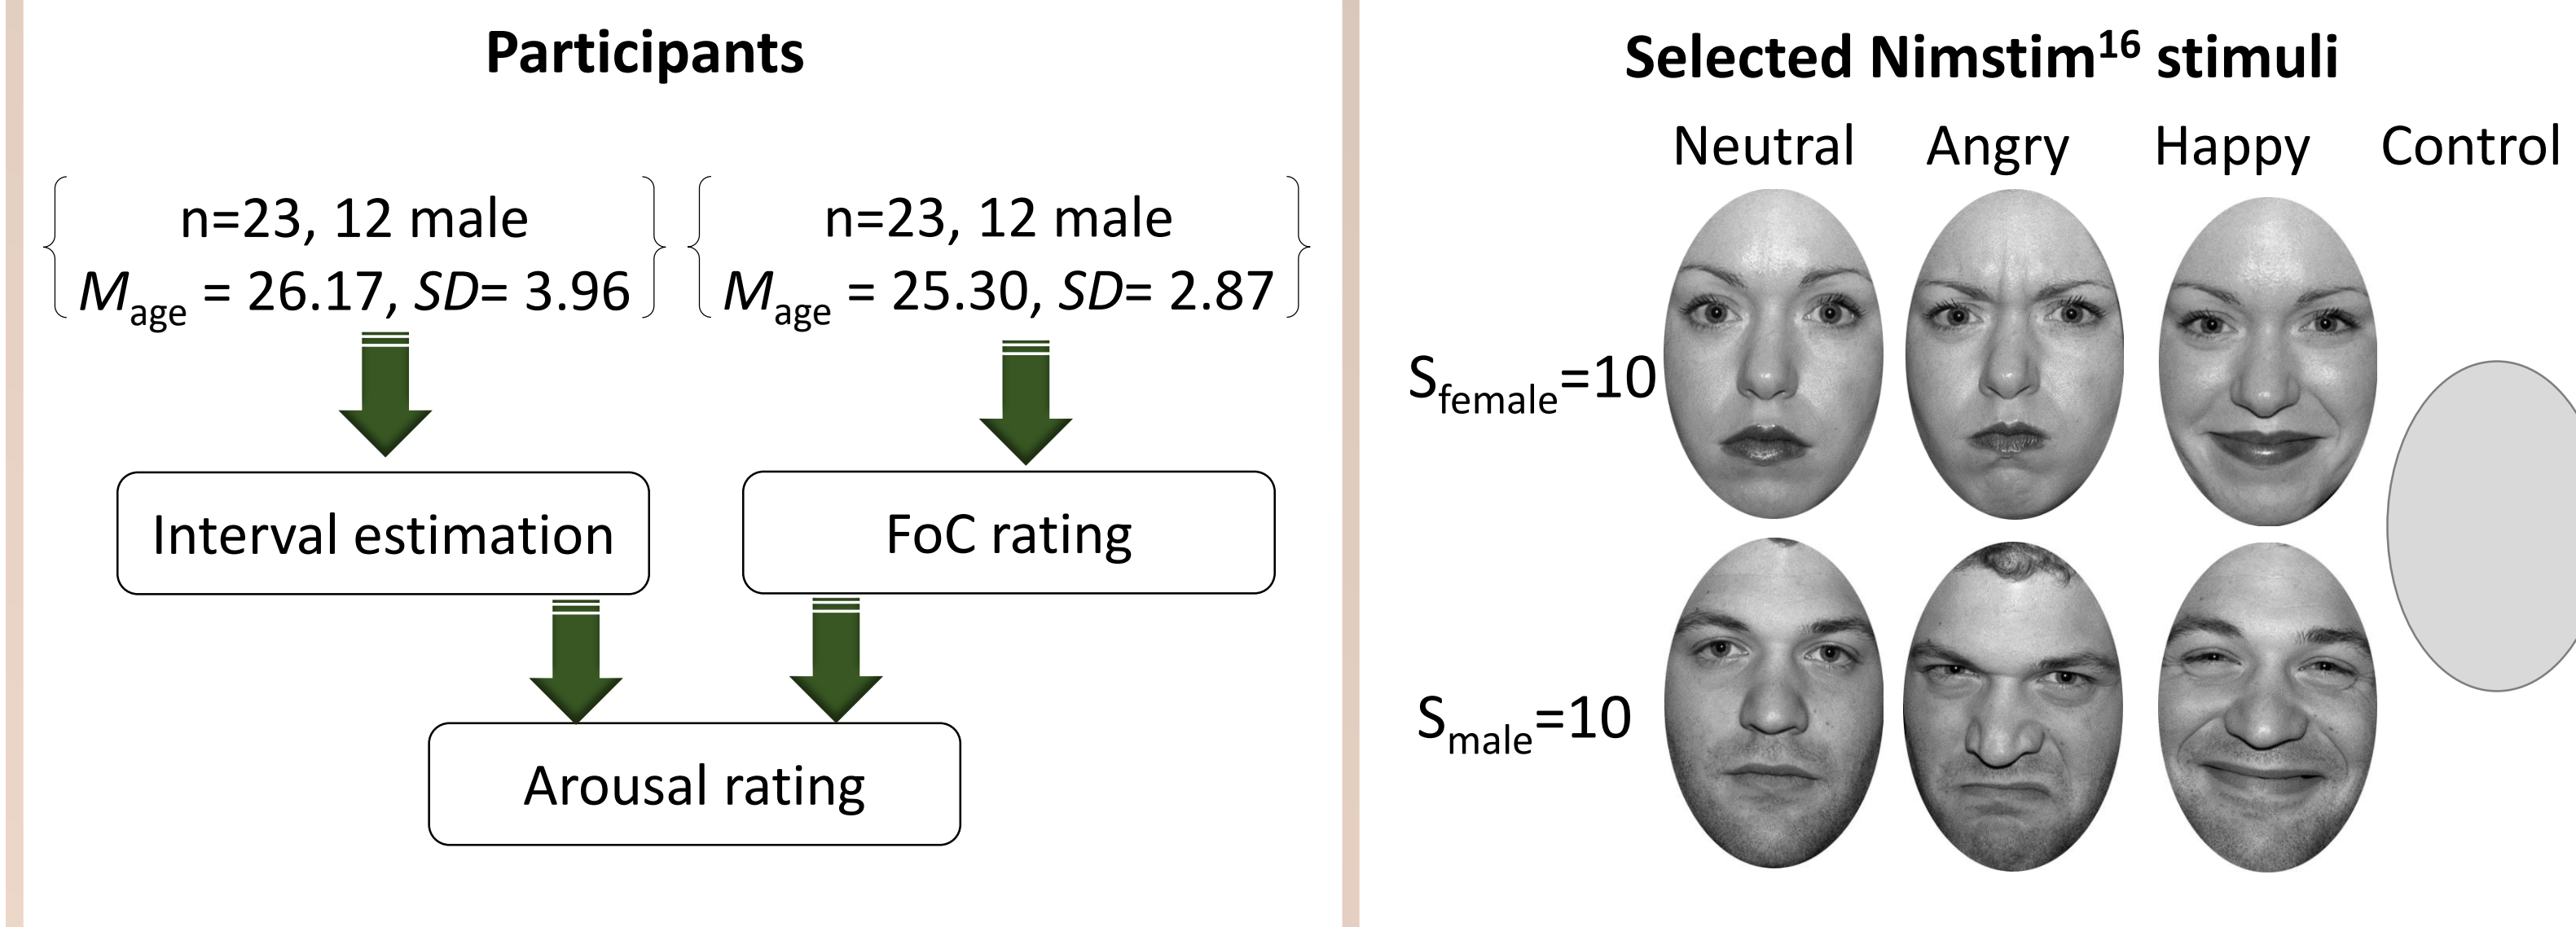 Participants
n=23, 12 male
Mage = 26.17, SD= 3.96
n=23, 12 male
Mage = 25.30, SD= 2.87
Interval estimation
FoC rating
Arousal rating
Selected Nimstim16 stimuli
Neutral Angry Happy Control
Sfemale=10
Smale=10